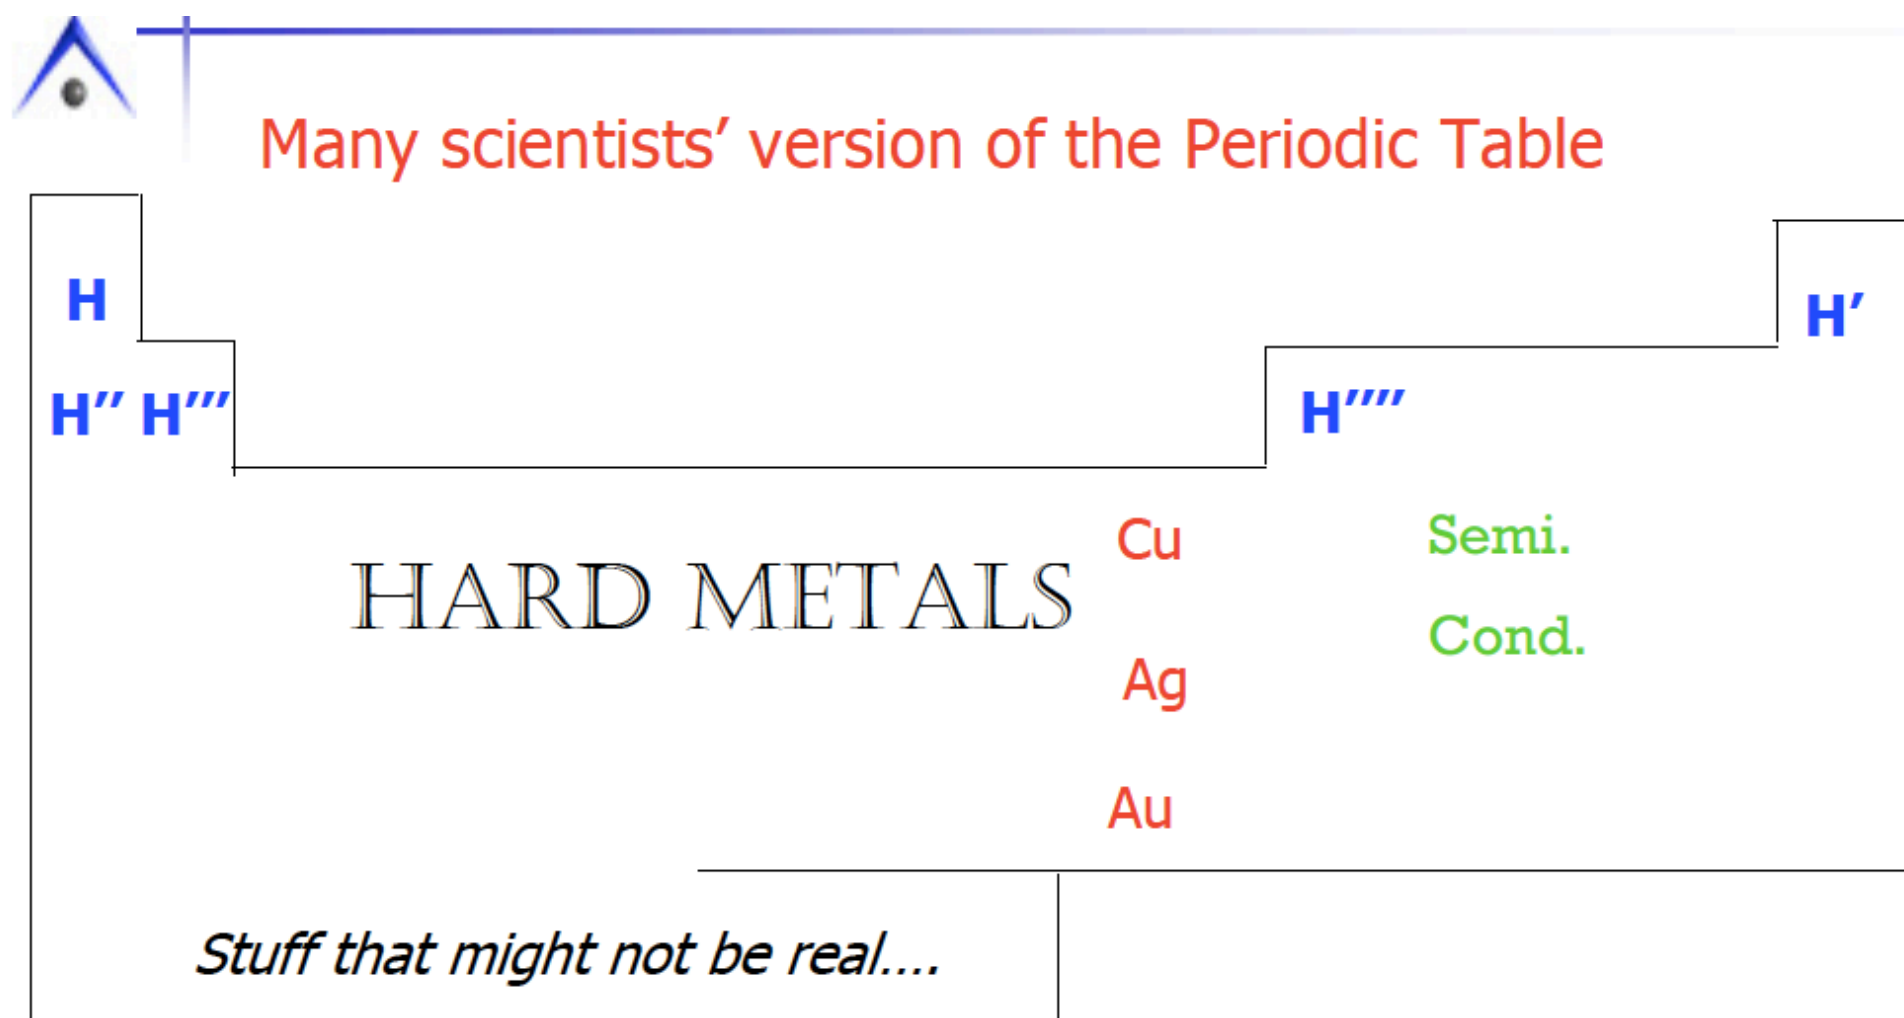 Many scientists’ version of the Periodic Table
H
H’
H’’ H’’’
H’’’’
Cu
Semi.
HARD METALS
Cond.
Ag
Au
Stuff that might not be real....